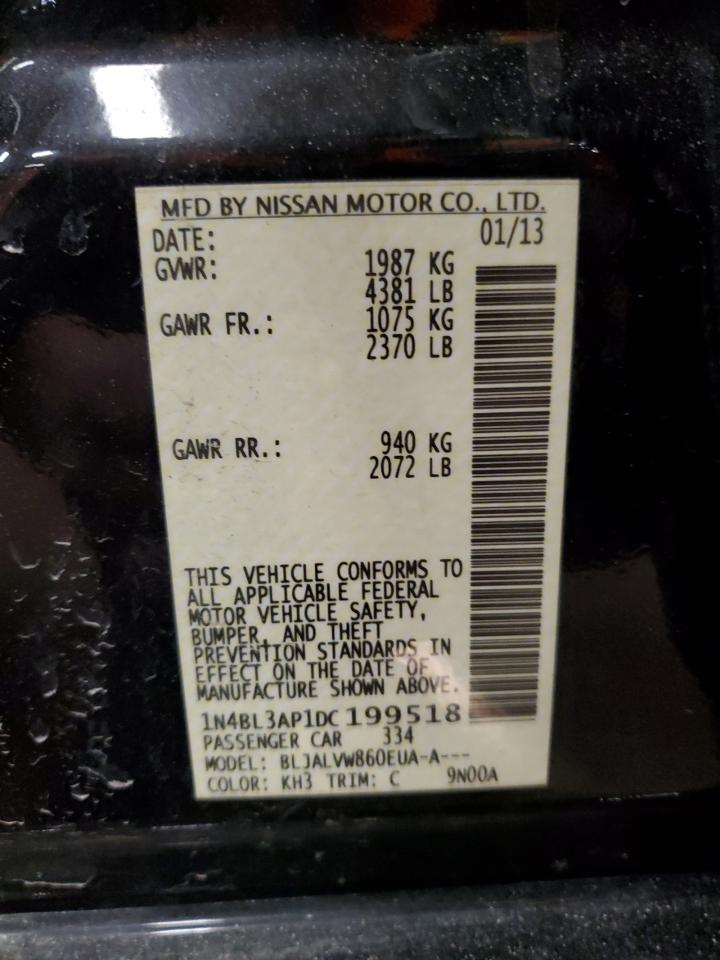 MFD BY NISSAN MOTOR CO., LTD.
DATE: 01/13
GVWR: 1987 KG
4381 LB
GAWR FR.: 1075 KG
2370 LB
GAWR RR.: 940 KG
2072 LB
THIS VEHICLE CONFORMS TO
ALL APPLICABLE FEDERAL
MOTOR VEHICLE SAFETY,
BUMPER, AND THEFT
PREVENTION STANDARDS IN
EFFECT ON THE DATE OF
MANUFACTURE SHOWN ABOVE.
1N4BL3AP1DC199518
PASSENGER CAR 334
MODEL: BLJALVW860EUA-A---
COLOR: KH3 TRIM: C 9N00A